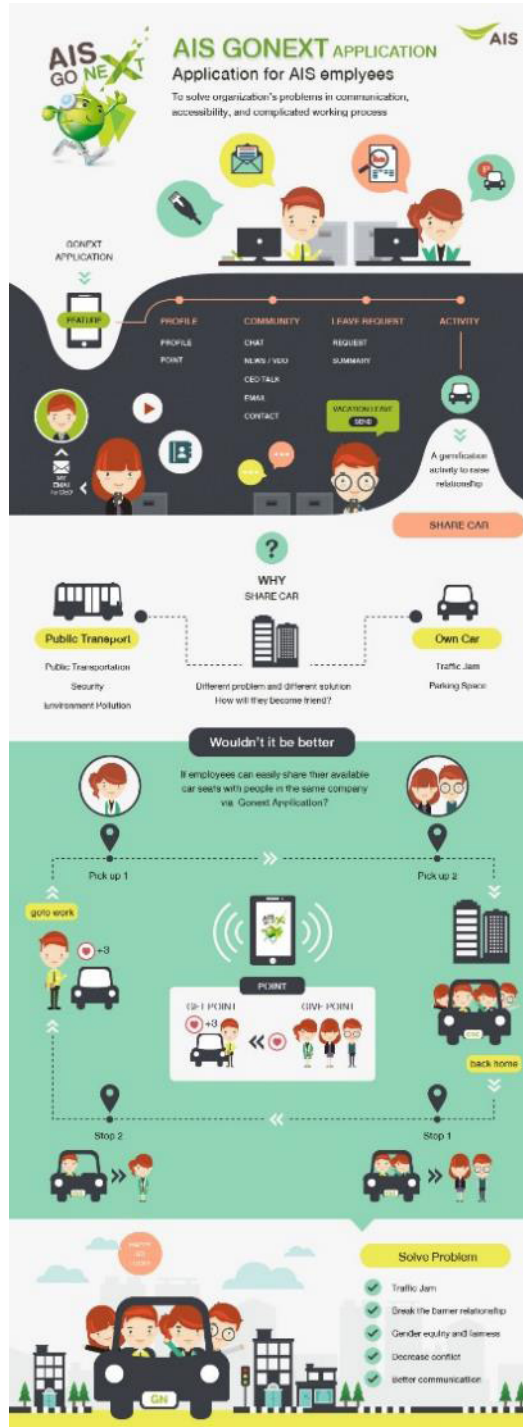 AIS
GO NEXT
AIS GONEXT APPLICATION
Application for AIS emplyees
To solve organization's problems in communication,
accessibility, and complicated working process
AIS
GONEXT
APPLICATION
FEATURE
PROFILE
PROFILE
POINT
COMMUNITY
CHAT
NEWS / VDO
CEO TALK
EMAIL
CONTACT
LEAVE REQUEST
REQUEST
SUMMARY
ACTIVITY
VACATION LEAVE
SEND
EMAIL
TO CEO
A gamification
activity to raise
relationship
SHARE CAR
?
WHY
SHARE CAR
Public Transport
Public Transportation
Security
Environment Pollution
Different problem and different solution
How will they become friend?
Own Car
Traffic Jam
Parking Space
Wouldn't it be better
If employees can easily share thier available
car seats with people in the same company
via Gonext Application?
Pick up 1
Pick up 2
goto work
+3
POINT
GET POINT
+3
GIVE POINT
back home
Stop 2
Stop 1
GN
Solve Problem
Traffic Jam
Break the barrier relationship
Gender equity and fairness
Decrease conflict
Better communication